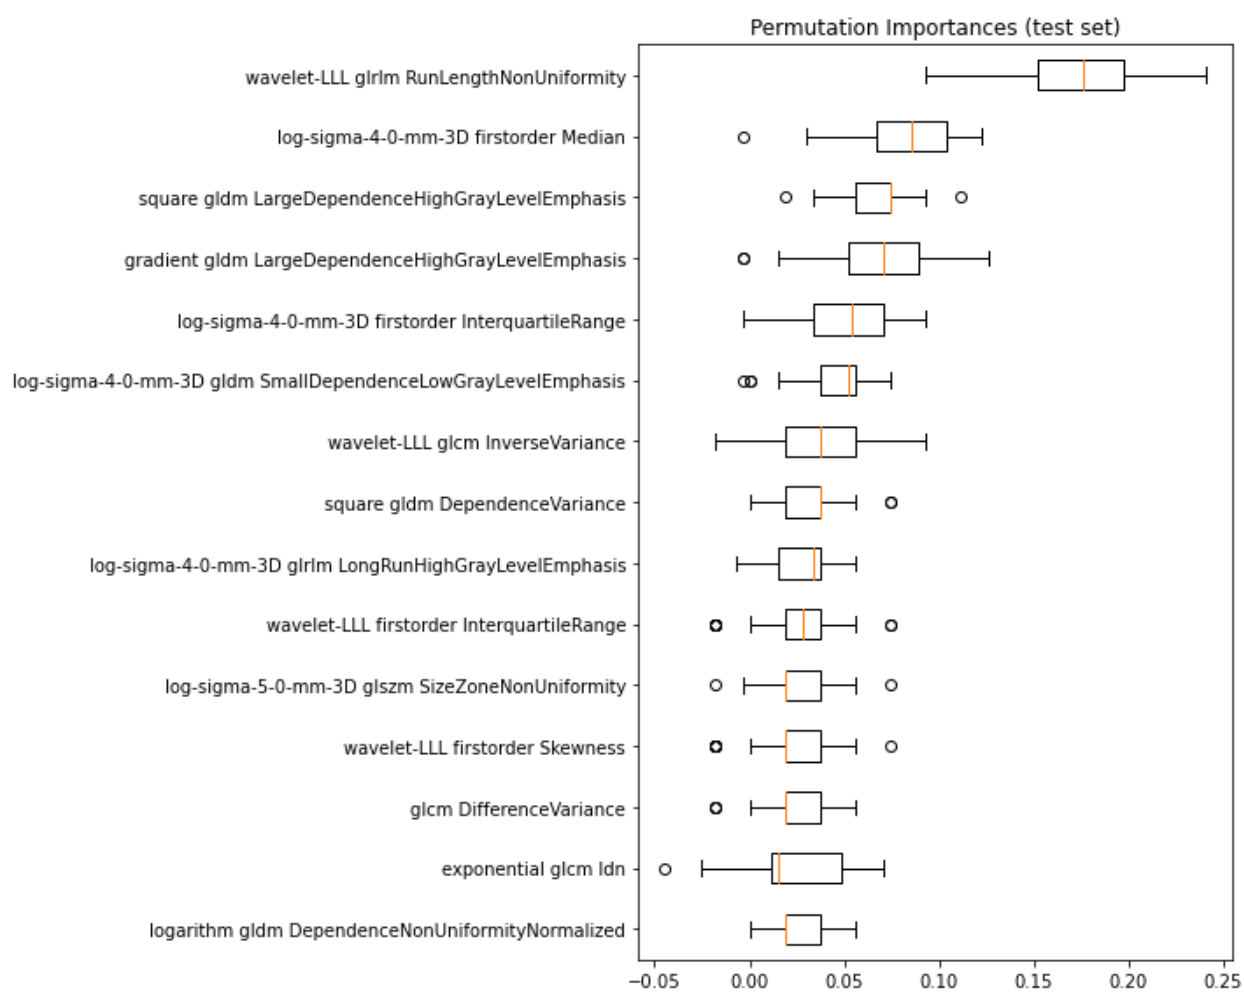 Permutation Importances (test set)
wavelet-LLL glrlm RunLengthNonUniformity
log-sigma-4-0-mm-3D firstorder Median
square gldm LargeDependenceHighGrayLevelEmphasis
gradient gldm LargeDependenceHighGrayLevelEmphasis
log-sigma-4-0-mm-3D firstorder InterquartileRange
log-sigma-4-0-mm-3D gldm SmallDependenceLowGrayLevelEmphasis
wavelet-LLL glcm InverseVariance
square gldm DependenceVariance
log-sigma-4-0-mm-3D glrlm LongRunHighGrayLevelEmphasis
wavelet-LLL firstorder InterquartileRange
log-sigma-5-0-mm-3D glszm SizeZoneNonUniformity
wavelet-LLL firstorder Skewness
glcm DifferenceVariance
exponential glcm Idn
logarithm gldm DependenceNonUniformityNormalized
−0.05 0.00 0.05 0.10 0.15 0.20 0.25